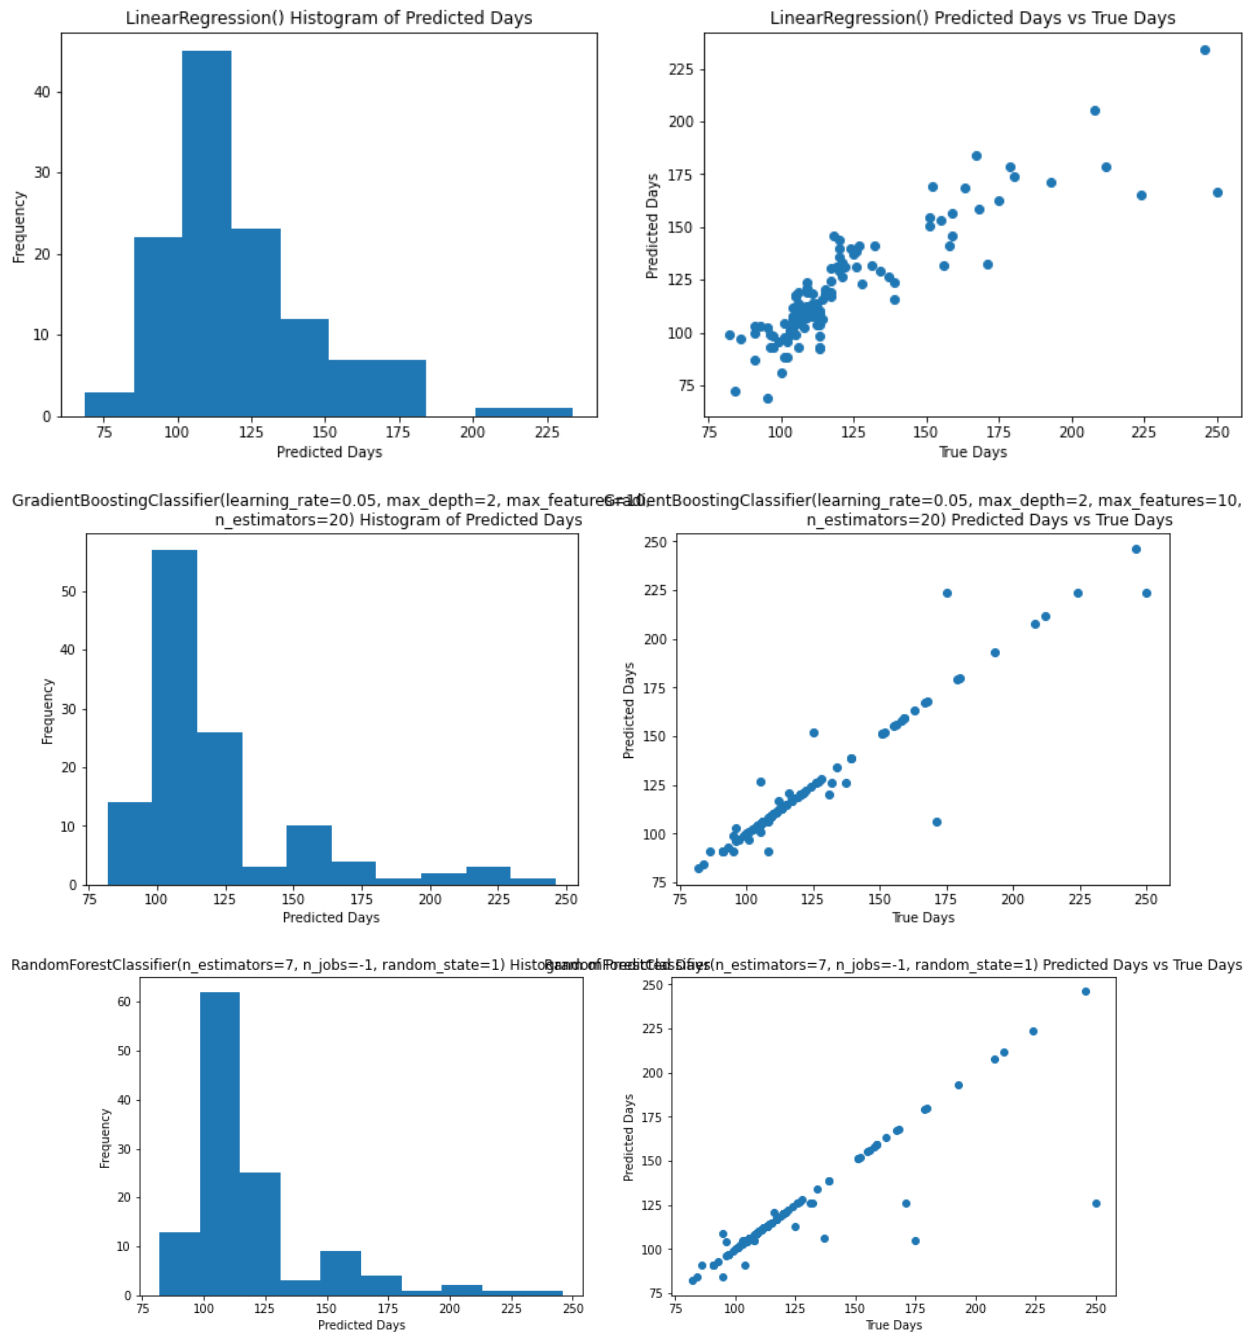 LinearRegression() Histogram of Predicted Days
Frequency
40
30
20
10
0
75 100 125 150 175 200 225
Predicted Days
LinearRegression() Predicted Days vs True Days
Predicted Days
225
200
175
150
125
100
75
75 100 125 150 175 200 225 250
True Days
GradientBoostingClassifier(learning_rate=0.05, max_depth=2, max_features=10,
n_estimators=20) Histogram of Predicted Days
Frequency
50
40
30
20
10
0
75 100 125 150 175 200 225 250
Predicted Days
GradientBoostingClassifier(learning_rate=0.05, max_depth=2, max_features=10,
n_estimators=20) Predicted Days vs True Days
Predicted Days
250
225
200
175
150
125
100
75
75 100 125 150 175 200 225 250
True Days
RandomForestClassifier(n_estimators=7, n_jobs=-1, random_state=1) Histogram of Predicted Days
Frequency
60
50
40
30
20
10
0
75 100 125 150 175 200 225 250
Predicted Days
RandomForestClassifier(n_estimators=7, n_jobs=-1, random_state=1) Predicted Days vs True Days
Predicted Days
250
225
200
175
150
125
100
75
75 100 125 150 175 200 225 250
True Days